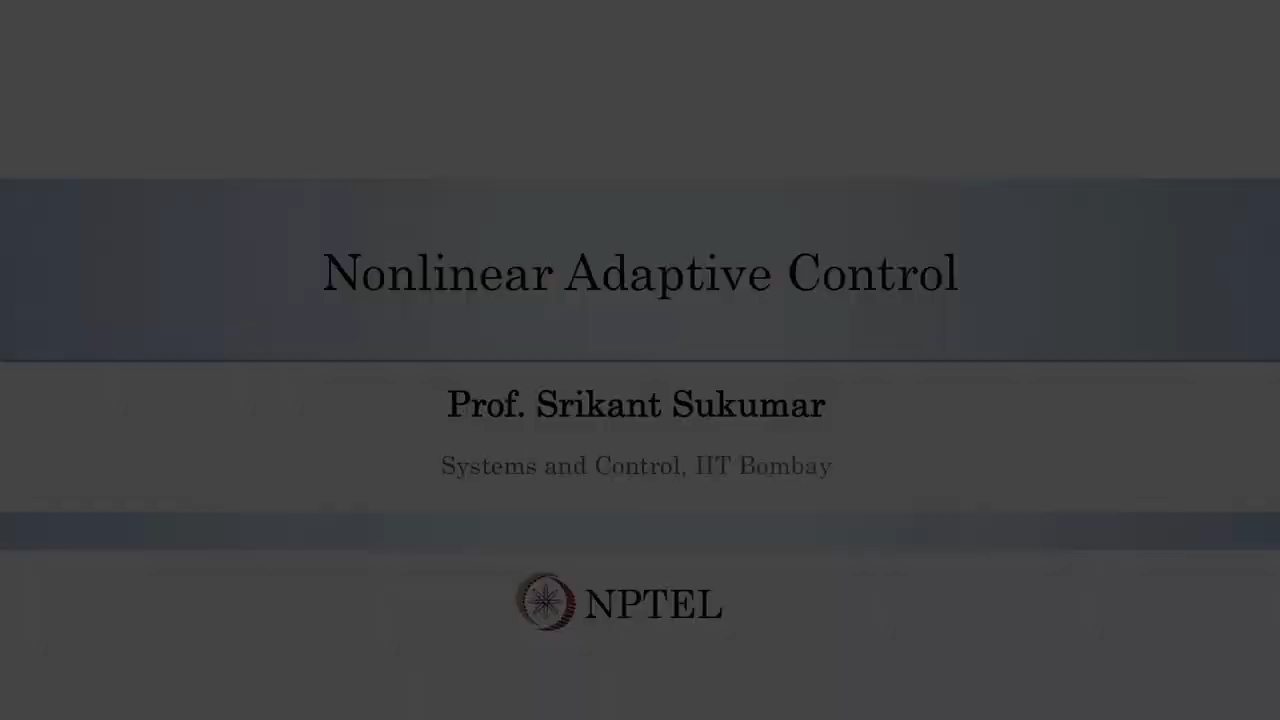 Nonlinear Adaptive Control
Prof. Srikant Sukumar
Systems and Control, IIT Bombay
NPTEL